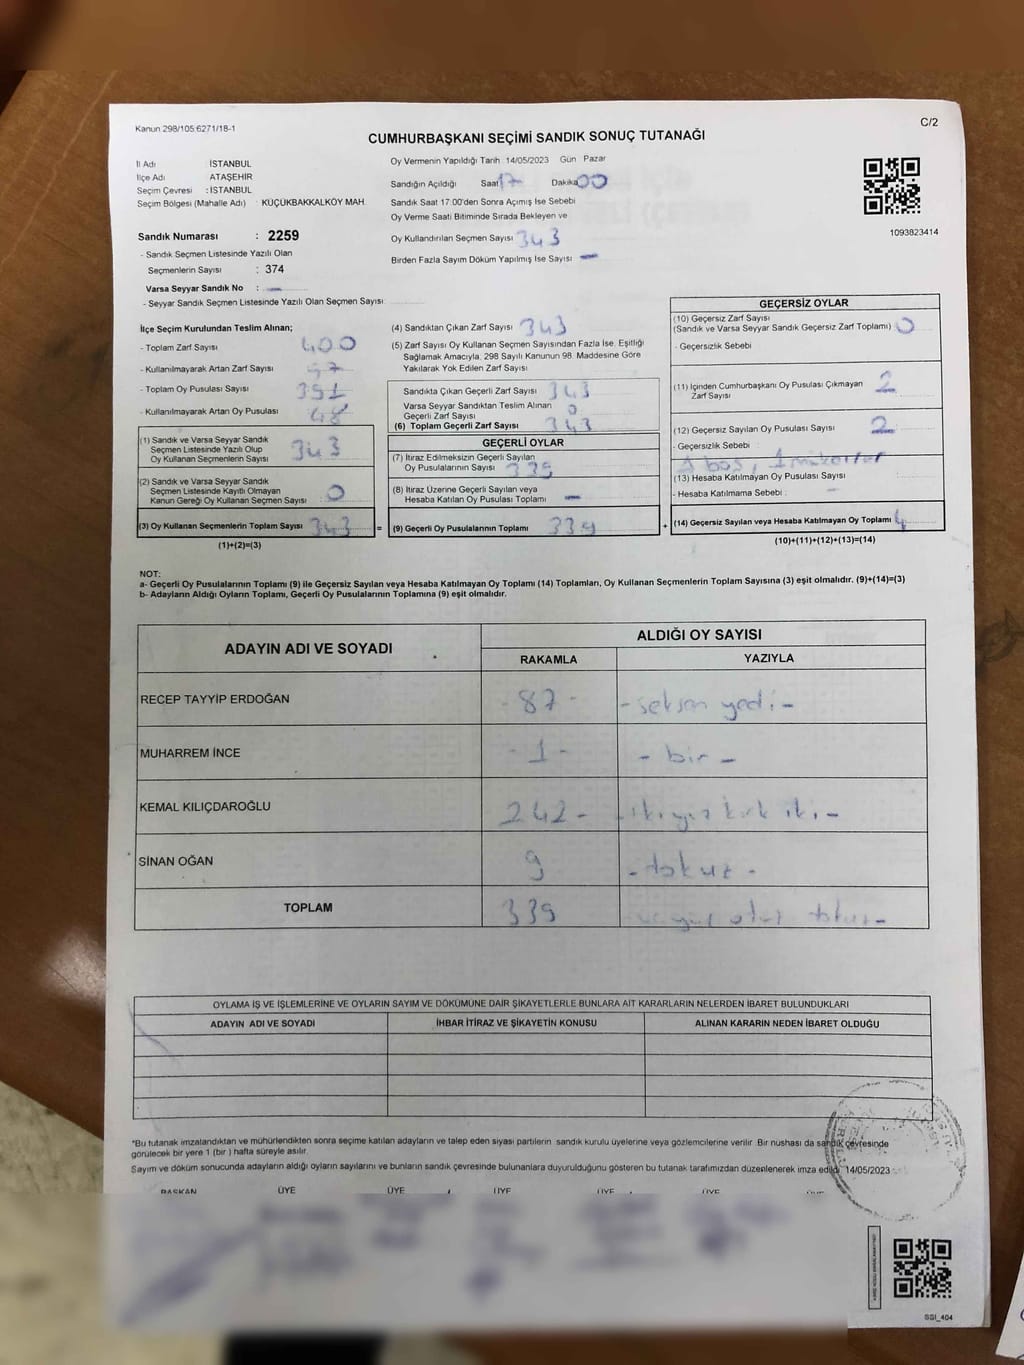 Kanun 298/105:6271/18-1
C/2
CUMHURBAŞKANI SEÇİMİ SANDIK SONUÇ TUTANAĞI
İl Adı : İSTANBUL
İlçe Adı ATAŞEHİR
Seçim Çevresi : İSTANBUL
Seçim Bölgesi (Mahalle Adı) : KÜÇÜKBAKKALKÖY MAH.
Sandık Numarası : 2259
- Sandık Seçmen Listesinde Yazılı Olan
Seçmenlerin Sayısı : 374
Varsa Seyyar Sandık No : -
- Seyyar Sandık Seçmen Listesinde Yazılı Olan Seçmen Sayısı
Oy Vermenin Yapıldığı Tarih 14/05/2023 Gün Pazar
Sandığın Açıldığı Saat 17 Dakika 00
Sandık Saat 17.00'den Sonra Açımış İse Sebebi
Oy Verme Saati Bitiminde Sırada Bekleyen ve
Oy Kullandırılan Seçmen Sayısı 343
Birden Fazla Sayım Döküm Yapılmış İse Sayısı -
1093823414
İlçe Seçim Kurulundan Teslim Alınan;
- Toplam Zarf Sayısı 400
- Kullanılmayarak Artan Zarf Sayısı 57
- Toplam Oy Pusulası Sayısı 391
- Kullanılmayarak Artan Oy Pusulası 48
(1) Sandık ve Varsa Seyyar Sandık
Seçmen Listesinde Yazılı Olup
Oy Kullanan Seçmenlerin Sayısı 343
(2) Sandık ve Varsa Seyyar Sandık
Seçmen Listesinde Kayıtlı Olmayan
Kanun Gereği Oy Kullanan Seçmen Sayısı 0
(3) Oy Kullanan Seçmenlerin Toplam Sayısı 343 =
(1)+(2)=(3)
(4) Sandıktan Çıkan Zarf Sayısı 343
(5) Zarf Sayısı Oy Kullanan Seçmen Sayısından Fazla İse, Eşitliği
Sağlamak Amacıyla, 298 Sayılı Kanunun 98. Maddesine Göre
Yakılarak Yok Edilen Zarf Sayısı
Sandıkta Çıkan Geçerli Zarf Sayısı 343
Varsa Seyyar Sandıktan Teslim Alınan
Geçerli Zarf Sayısı 0
(6) Toplam Geçerli Zarf Sayısı 343
GEÇERLİ OYLAR
(7) İtiraz Edilmeksizin Geçerli Sayılan
Oy Pusulalarının Sayısı 339
(8) İtiraz Üzerine Geçerli Sayılan veya
Hesaba Katılan Oy Pusulası Toplamı -
(9) Geçerli Oy Pusulalarının Toplamı 339 +
GEÇERSİZ OYLAR
(10) Geçersiz Zarf Sayısı
(Sandık ve Varsa Seyyar Sandık Geçersiz Zarf Toplamı) 0
- Geçersizlik Sebebi
(11) İçinden Cumhurbaşkanı Oy Pusulası Çıkmayan
Zarf Sayısı 2
(12) Geçersiz Sayılan Oy Pusulası Sayısı 2
- Geçersizlik Sebebi :
1 boş, 1
(13) Hesaba Katılmayan Oy Pusulası Sayısı
- Hesaba Katılmama Sebebi : -
(14) Geçersiz Sayılan veya Hesaba Katılmayan Oy Toplamı 4
(10)+(11)+(12)+(13)=(14)
NOT:
a- Geçerli Oy Pusulalarının Toplamı (9) ile Geçersiz Sayılan veya Hesaba Katılmayan Oy Toplamı (14) Toplamları, Oy Kullanan Seçmenlerin Toplam Sayısına (3) eşit olmalıdır. (9)+(14)=(3)
b- Adayların Aldığı Oyların Toplamı, Geçerli Oy Pusulalarının Toplamına (9) eşit olmalıdır.
ADAYIN ADI VE SOYADI
ALDIĞI OY SAYISI
RAKAMLA YAZIYLA
RECEP TAYYİP ERDOĞAN - 87 - - seksen yedi -
MUHARREM İNCE - 1 - - bir -
KEMAL KILIÇDAROĞLU 242 - - ikiyüz kırk iki -
SİNAN OĞAN 9 - dokuz -
TOPLAM 339 üçyüz otuz dokuz -
OYLAMA İŞ VE İŞLEMLERİNE VE OYLARIN SAYIM VE DÖKÜMÜNE DAİR ŞİKAYETLERLE BUNLARA AİT KARARLARIN NELERDEN İBARET BULUNDUKLARI
ADAYIN ADI VE SOYADI İHBAR İTİRAZ VE ŞİKAYETİN KONUSU ALINAN KARARIN NEDEN İBARET OLDUĞU
*Bu tutanak imzalandıktan ve mühürlendikten sonra seçime katılan adayların ve talep eden siyasi partilerin sandık kurulu üyelerine veya gözlemcilerine verilir. Bir nüshası da sandık çevresinde
görülecek bir yere 1 (bir ) hafta süreyle asılır.
Sayım ve döküm sonucunda adayların aldığı oyların sayılarını ve bunların sandık çevresinde bulunanlara duyurulduğunu gösteren bu tutanak tarafımızdan düzenlenerek imza edildi. 14/05/2023
BAŞKAN ÜYE ÜYE ÜYE ÜYE ÜYE ÜYE
SSI_404